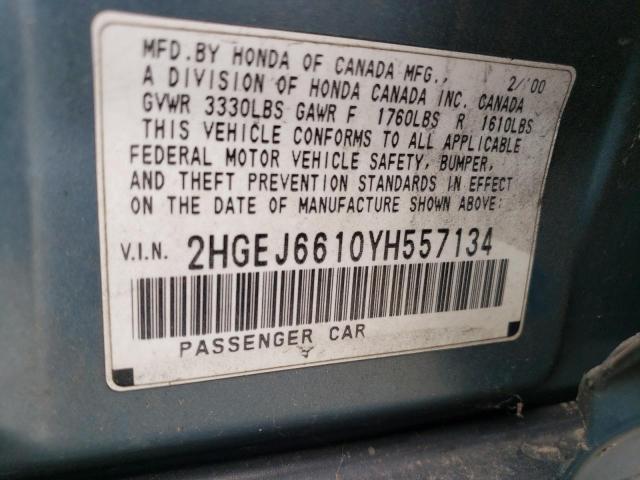 MFD.BY HONDA OF CANADA MFG., 2/'00
A DIVISION OF HONDA CANADA INC. CANADA
GVWR 3330LBS GAWR F 1760LBS R 1610LBS
THIS VEHICLE CONFORMS TO ALL APPLICABLE
FEDERAL MOTOR VEHICLE SAFETY, BUMPER,
AND THEFT PREVENTION STANDARDS IN EFFECT
ON THE DATE OF MANUFACTURE SHOWN ABOVE:
V.I.N. 2HGEJ6610YH557134
PASSENGER CAR